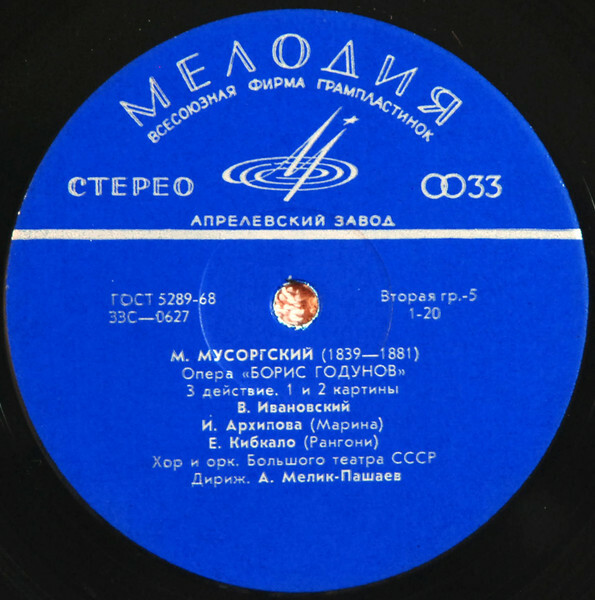 МЕЛОДИЯ
ВСЕСОЮЗНАЯ ФИРМА ГРАМПЛАСТИНОК
СТЕРЕО
33
АПРЕЛЕВСКИЙ ЗАВОД
ГОСТ 5289-68
Вторая гр.-5
33С—0627
1-20
М. МУСОРГСКИЙ (1839—1881)
Опера «БОРИС ГОДУНОВ»
3 действие. 1 и 2 картины
В. Ивановский
И. Архипова (Марина)
Е. Кибкало (Рангони)
Хор и орк. Большого театра СССР
Дириж. А. Мелик-Пашаев